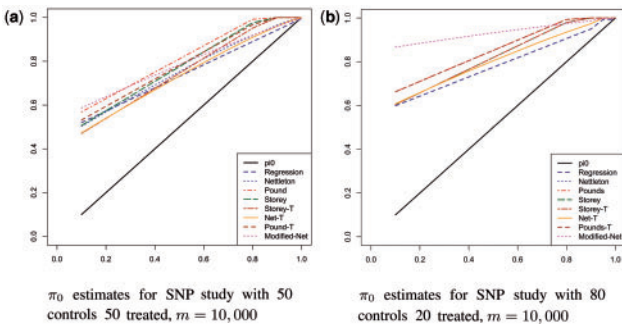 (a)
1.0
0.8
0.6
0.4
0.2
0.0
pi0
Regression
Nettleton
Pound
Storey
Storey-T
Net-T
Pound-T
Modified-Net
0.0 0.2 0.4 0.6 0.8 1.0
π0 estimates for SNP study with 50
controls 50 treated, m = 10,000
(b)
1.0
0.8
0.6
0.4
0.2
0.0
pi0
Regression
Nettleton
Pounds
Storey
Storey-T
Net-T
Pounds-T
Modified-Net
0.0 0.2 0.4 0.6 0.8 1.0
π0 estimates for SNP study with 80
controls 20 treated, m = 10,000